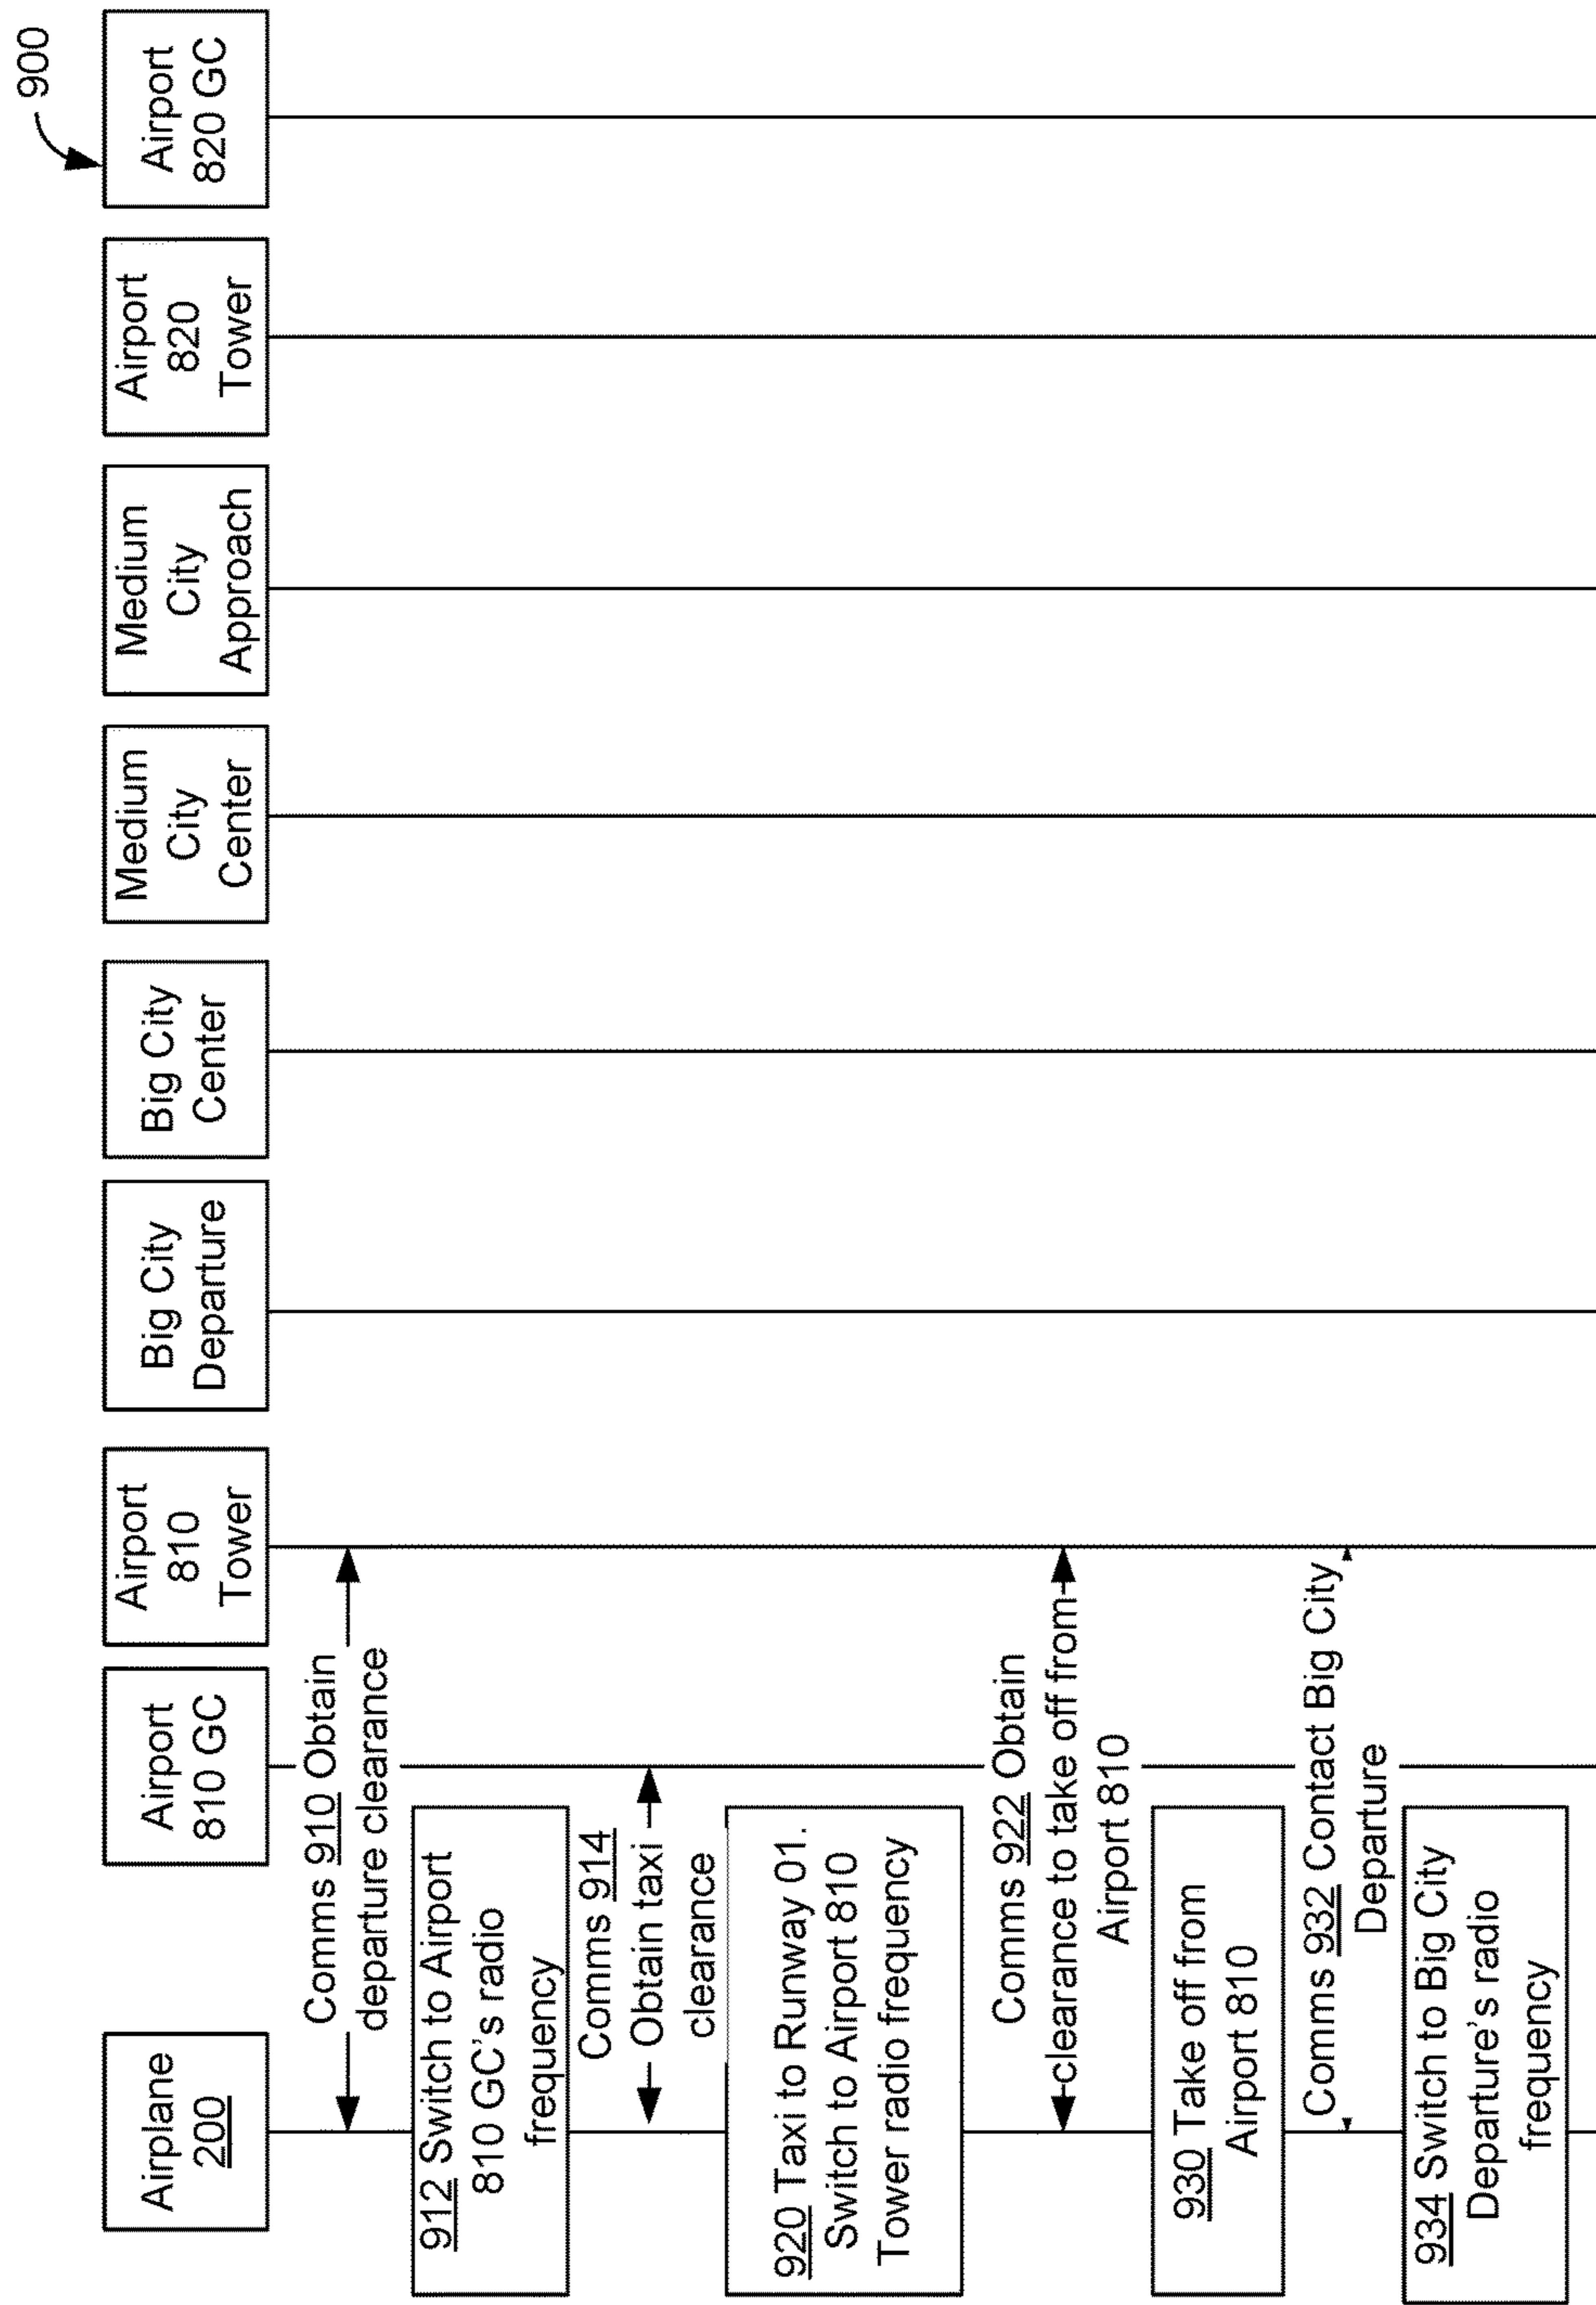 900
Airplane
200
Airport
810 GC
Airport
810
Tower
Big City
Departure
Big City
Center
Medium
City
Center
Medium
City
Approach
Airport
820
Tower
Airport
820 GC
Comms 910 Obtain
departure clearance
912 Switch to Airport
810 GC's radio
frequency
Comms 914
Obtain taxi
clearance
920 Taxi to Runway 01.
Switch to Airport 810
Tower radio frequency
Comms 922 Obtain
clearance to take off from
Airport 810
930 Take off from
Airport 810
Comms 932 Contact Big City
Departure
934 Switch to Big City
Departure's radio
frequency